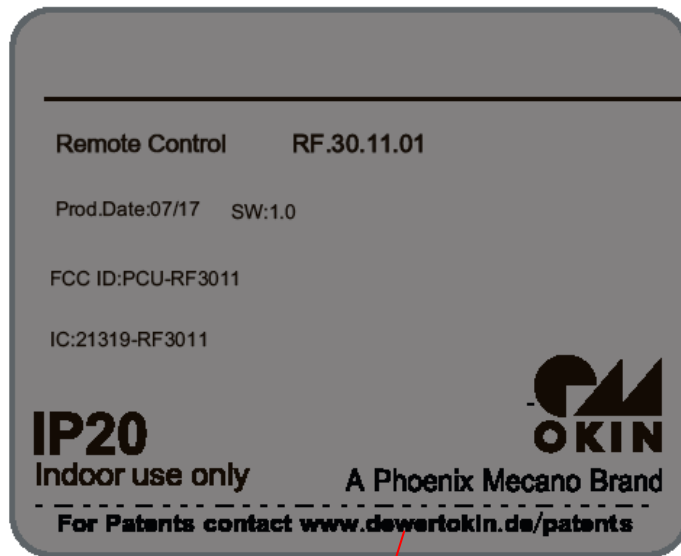 Remote Control RF.30.11.01
Prod.Date:07/17 SW:1.0
FCC ID:PCU-RF3011
IC:21319-RF3011
OKIN
IP20
Indoor use only A Phoenix Mecano Brand
For Patents contact www.dewertokin.de/patents